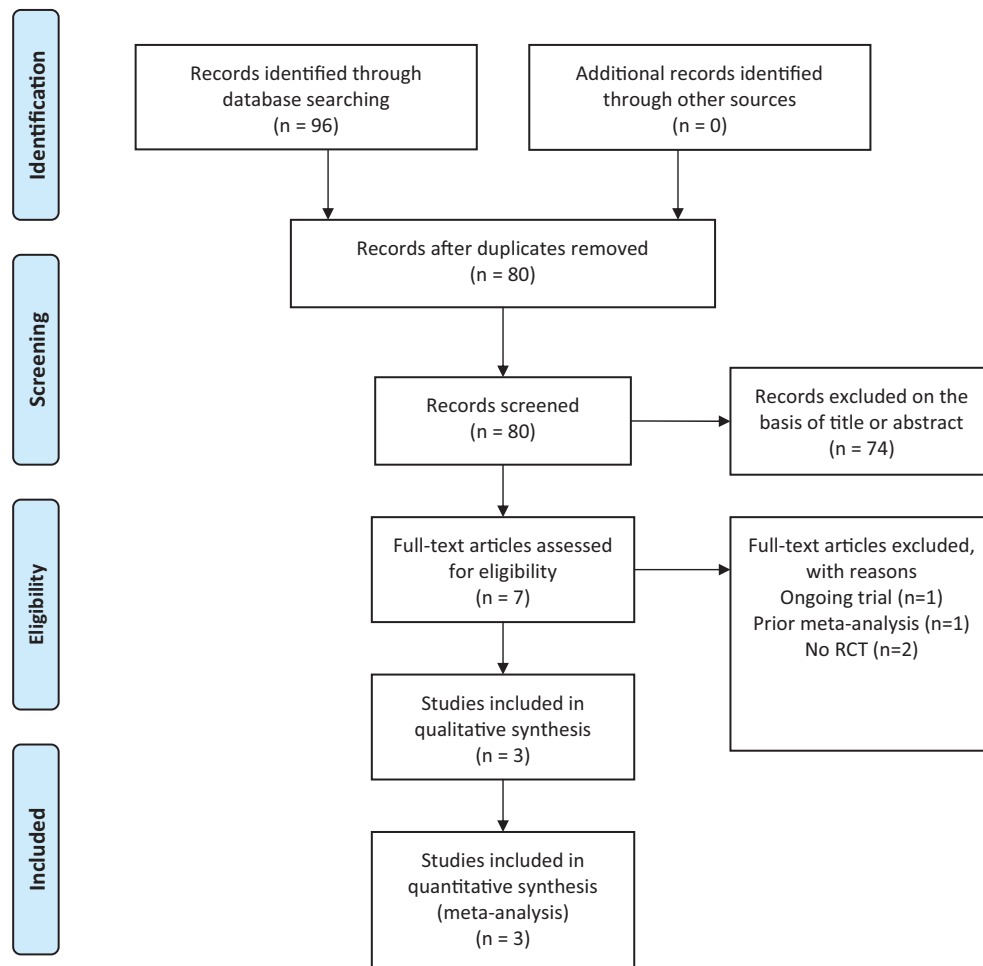 Identification
Records identified through
database searching
(n = 96)
Additional records identified
through other sources
(n = 0)
Records after duplicates removed
(n = 80)
Screening
Records screened
(n = 80)
Records excluded on the
basis of title or abstract
(n = 74)
Eligibility
Full-text articles assessed
for eligibility
(n = 7)
Full-text articles excluded,
with reasons
Ongoing trial (n=1)
Prior meta-analysis (n=1)
No RCT (n=2)
Studies included in
qualitative synthesis
(n = 3)
Included
Studies included in
quantitative synthesis
(meta-analysis)
(n = 3)